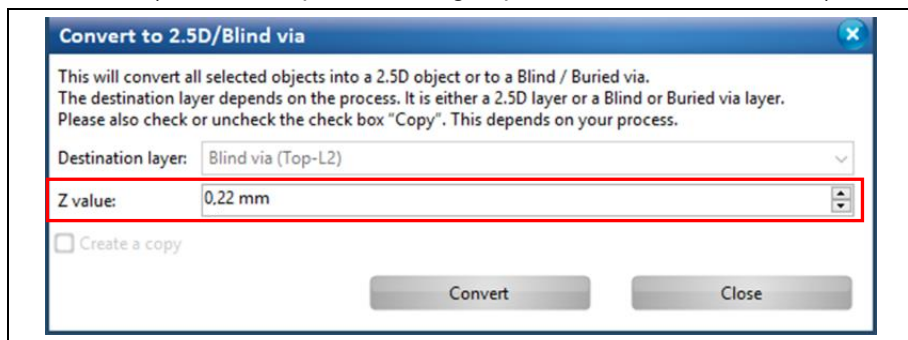 Convert to 2.5D/Blind via
This will convert all selected objects into a 2.5D object or to a Blind / Buried via.
The destination layer depends on the process. It is either a 2.5D layer or a Blind or Buried via layer.
Please also check or uncheck the check box "Copy". This depends on your process.
Destination layer: Blind via (Top-L2)
Z value: 0,22 mm
Create a copy
Convert Close